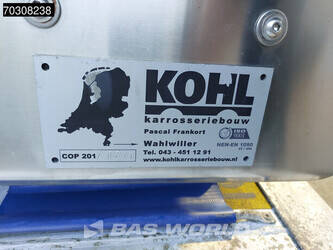 70308238
KOHL
karrosseriebouw
Pascal Frankort
Wahlwiller
Tel. 043 - 451 12 91
www.kohlkarrosseriebouw.nl
ISO
NEN-EN 1090
COP 201
BAS WORLD